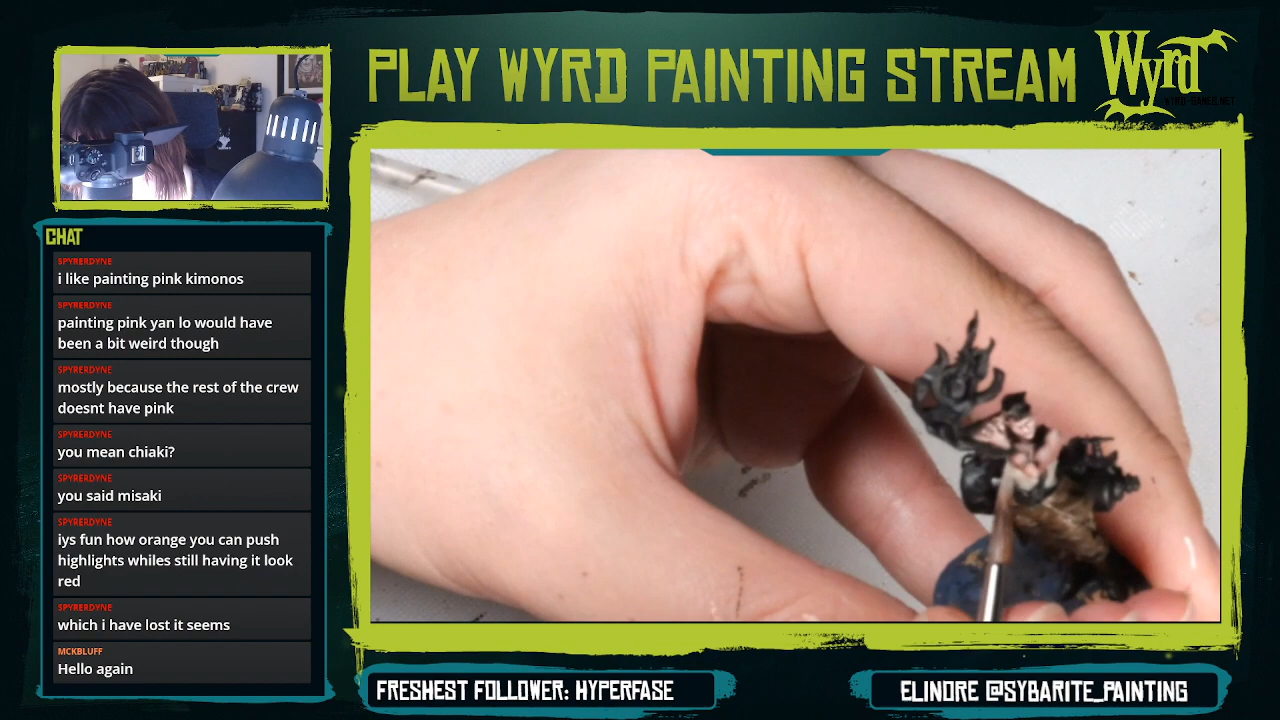 PLAY WYRD PAINTING STREAM
Wyrd
WYRD-GAMES.NET
CHAT
SPYRERDYNE
i like painting pink kimonos
SPYRERDYNE
painting pink yan lo would have
been a bit weird though
SPYRERDYNE
mostly because the rest of the crew
doesnt have pink
SPYRERDYNE
you mean chiaki?
SPYRERDYNE
you said misaki
SPYRERDYNE
iys fun how orange you can push
highlights whiles still having it look
red
SPYRERDYNE
which i have lost it seems
MCKBLUFF
Hello again
FRESHEST FOLLOWER: HYPERFASE
ELINORE @SYBARITE_PAINTING